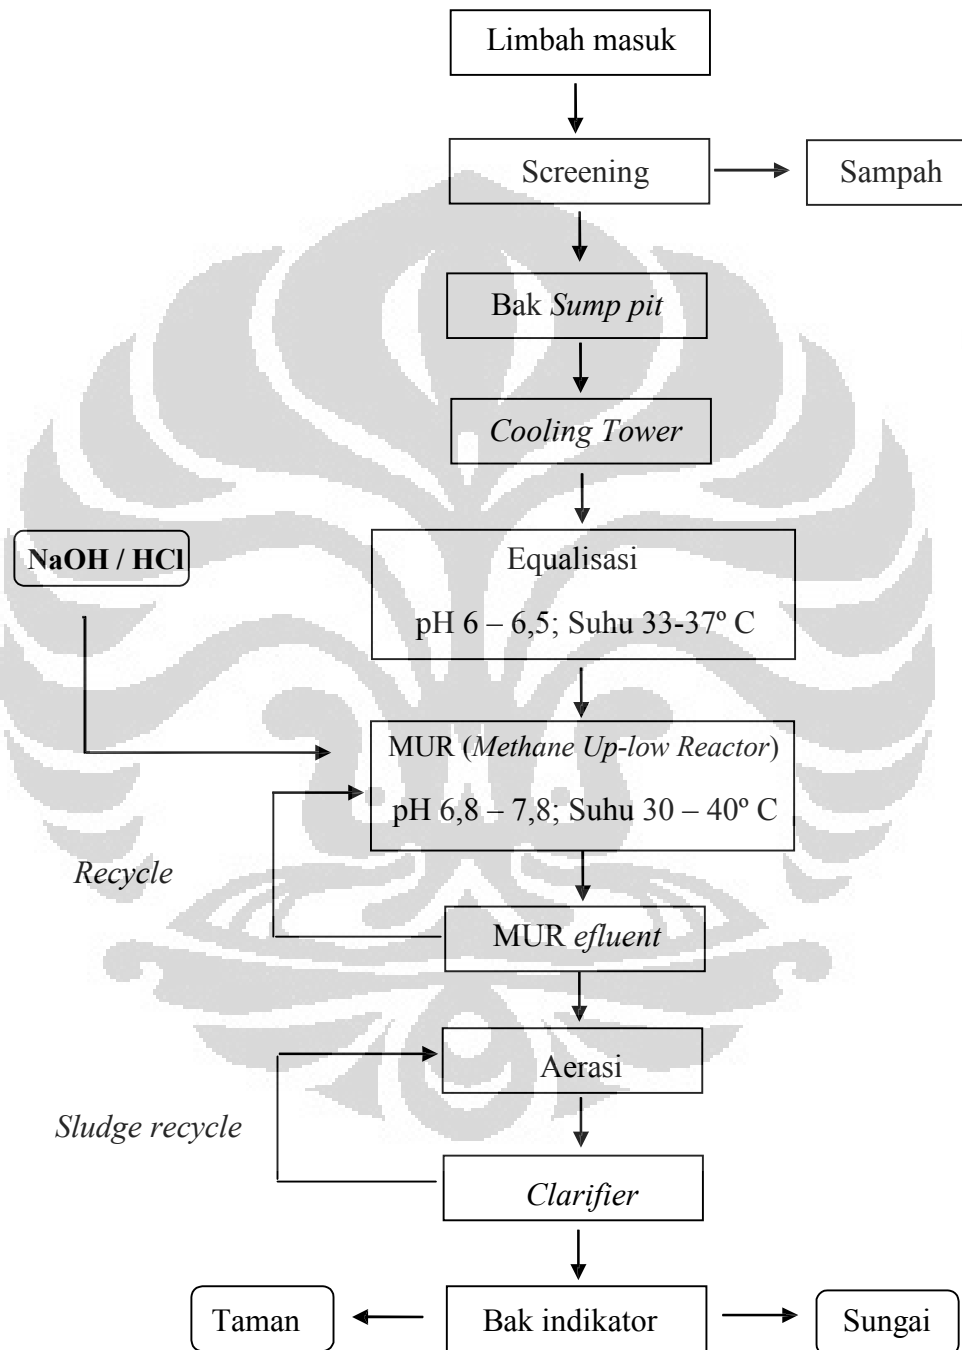 Limbah masuk
Screening
Sampah
Bak Sump pit
Cooling Tower
NaOH / HCl
Equalisasi
pH 6 – 6,5; Suhu 33-37º C
MUR (Methane Up-low Reactor)
pH 6,8 – 7,8; Suhu 30 – 40º C
Recycle
MUR efluent
Aerasi
Sludge recycle
Clarifier
Taman
Bak indikator
Sungai